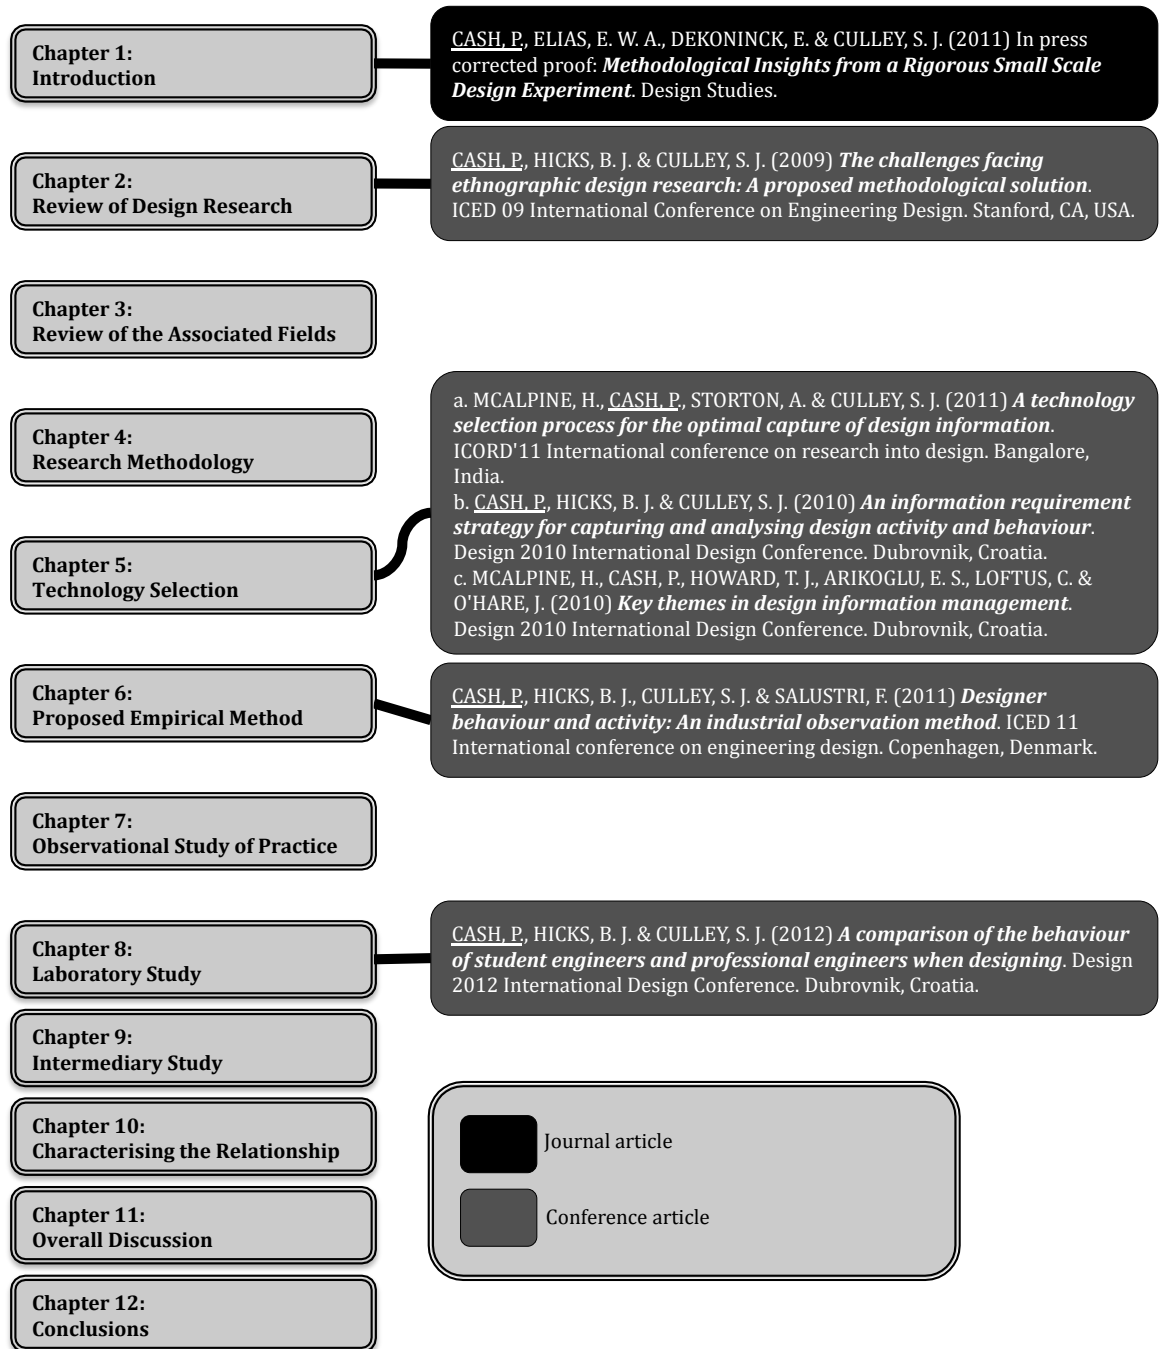 Chapter 1:
Introduction
CASH, P., ELIAS, E. W. A., DEKONINCK, E. & CULLEY, S. J. (2011) In press
corrected proof: Methodological Insights from a Rigorous Small Scale
Design Experiment. Design Studies.
Chapter 2:
Review of Design Research
CASH, P., HICKS, B. J. & CULLEY, S. J. (2009) The challenges facing
ethnographic design research: A proposed methodological solution.
ICED 09 International Conference on Engineering Design. Stanford, CA, USA.
Chapter 3:
Review of the Associated Fields
Chapter 4:
Research Methodology
Chapter 5:
Technology Selection
a. MCALPINE, H., CASH, P., STORTON, A. & CULLEY, S. J. (2011) A technology
selection process for the optimal capture of design information.
ICORD'11 International conference on research into design. Bangalore,
India.
b. CASH, P., HICKS, B. J. & CULLEY, S. J. (2010) An information requirement
strategy for capturing and analysing design activity and behaviour.
Design 2010 International Design Conference. Dubrovnik, Croatia.
c. MCALPINE, H., CASH, P., HOWARD, T. J., ARIKOGLU, E. S., LOFTUS, C. &
O'HARE, J. (2010) Key themes in design information management.
Design 2010 International Design Conference. Dubrovnik, Croatia.
Chapter 6:
Proposed Empirical Method
CASH, P., HICKS, B. J., CULLEY, S. J. & SALUSTRI, F. (2011) Designer
behaviour and activity: An industrial observation method. ICED 11
International conference on engineering design. Copenhagen, Denmark.
Chapter 7:
Observational Study of Practice
Chapter 8:
Laboratory Study
CASH, P., HICKS, B. J. & CULLEY, S. J. (2012) A comparison of the behaviour
of student engineers and professional engineers when designing. Design
2012 International Design Conference. Dubrovnik, Croatia.
Chapter 9:
Intermediary Study
Chapter 10:
Characterising the Relationship
Chapter 11:
Overall Discussion
Chapter 12:
Conclusions
Journal article
Conference article